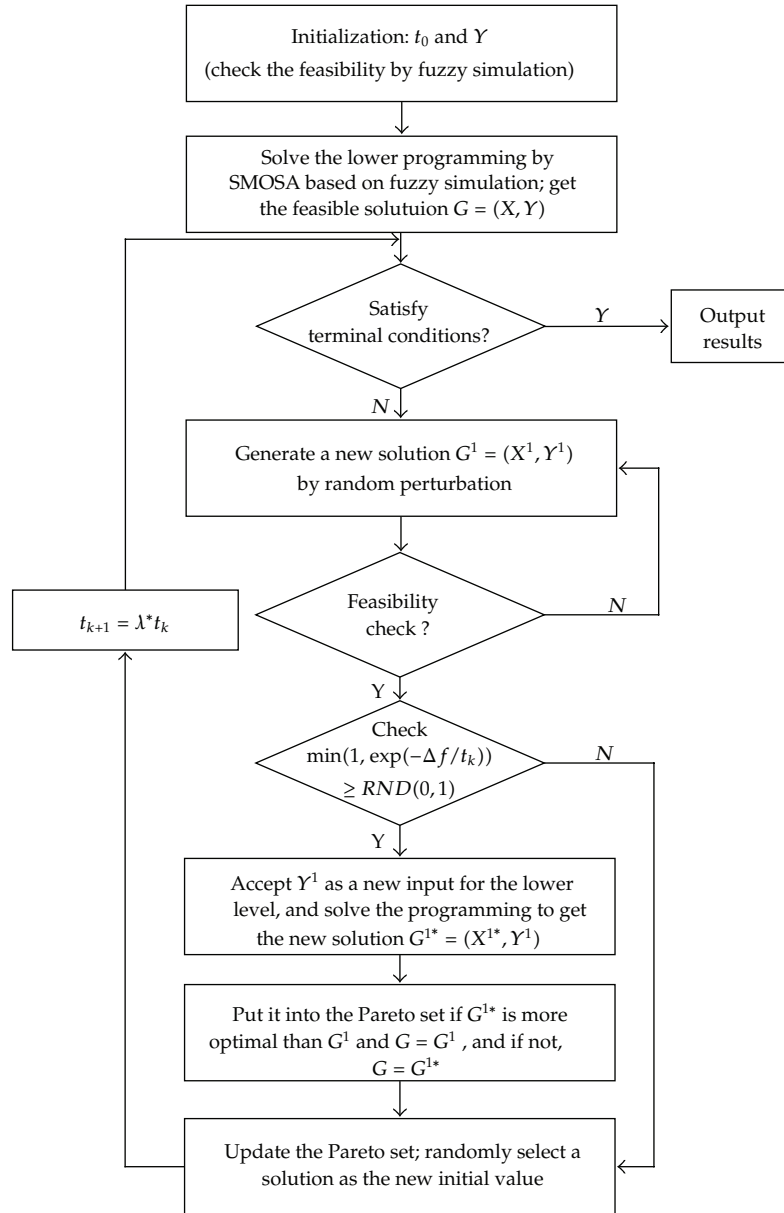 Initialization: t₀ and Y
(check the feasibility by fuzzy simulation)
Solve the lower programming by
SMOSA based on fuzzy simulation; get
the feasible solutuion G = (X, Y)
Satisfy
terminal conditions?
Y
Output
results
N
Generate a new solution G¹ = (X¹, Y¹)
by random perturbation
Feasibility
check ?
N
tₖ₊₁ = λ*tₖ
Y
Check
min(1, exp(−Δf/tₖ))
≥ RND(0, 1)
N
Y
Accept Y¹ as a new input for the lower
level, and solve the programming to get
the new solution G¹* = (X¹*, Y¹)
Put it into the Pareto set if G¹* is more
optimal than G¹ and G = G¹ , and if not,
G = G¹*
Update the Pareto set; randomly select a
solution as the new initial value